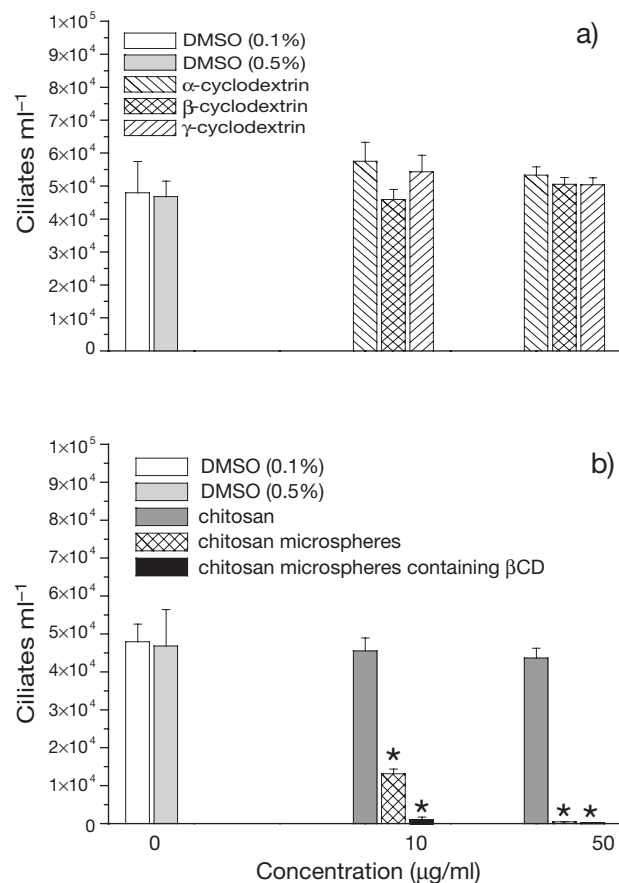 a)
1×10⁵
9×10⁴
8×10⁴
7×10⁴
6×10⁴
5×10⁴
4×10⁴
3×10⁴
2×10⁴
1×10⁴
0
Ciliates ml⁻¹
DMSO (0.1%)
DMSO (0.5%)
α-cyclodextrin
β-cyclodextrin
γ-cyclodextrin
b)
1×10⁵
9×10⁴
8×10⁴
7×10⁴
6×10⁴
5×10⁴
4×10⁴
3×10⁴
2×10⁴
1×10⁴
0
Ciliates ml⁻¹
DMSO (0.1%)
DMSO (0.5%)
chitosan
chitosan microspheres
chitosan microspheres containing βCD
*
*
* *
0 10 50
Concentration (μg/ml)